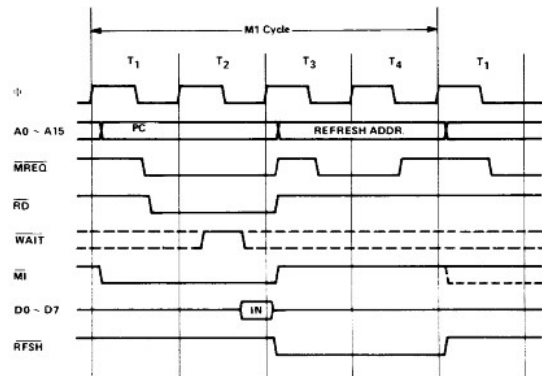 M1 Cycle
T1 T2 T3 T4 T1
Φ
A0 ~ A15 PC REFRESH ADDR.
MREQ
RD
WAIT
MI
D0 ~ D7 IN
RFSH